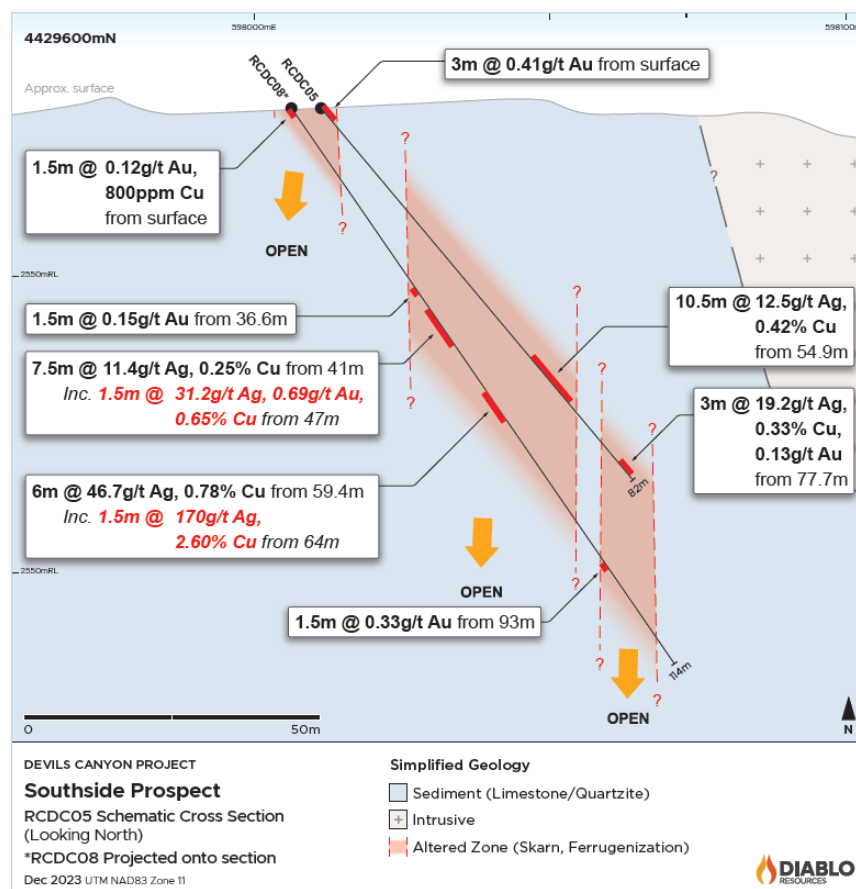 4429600mN
598000mE
598100m
Approx. surface
RCDC08*
RCDC05
3m @ 0.41g/t Au from surface
1.5m @ 0.12g/t Au,
800ppm Cu
from surface
OPEN
?
?
?
?
2550mRL
1.5m @ 0.15g/t Au from 36.6m
7.5m @ 11.4g/t Ag, 0.25% Cu from 41m
Inc. 1.5m @ 31.2g/t Ag, 0.69g/t Au,
0.65% Cu from 47m
?
?
?
10.5m @ 12.5g/t Ag,
0.42% Cu
from 54.9m
3m @ 19.2g/t Ag,
0.33% Cu,
0.13g/t Au
from 77.7m
?
?
82m
6m @ 46.7g/t Ag, 0.78% Cu from 59.4m
Inc. 1.5m @ 170g/t Ag,
2.60% Cu from 64m
OPEN
2550mRL
?
1.5m @ 0.33g/t Au from 93m
?
?
114m
OPEN
0
50m
N
DEVILS CANYON PROJECT
Southside Prospect
RCDC05 Schematic Cross Section
(Looking North)
*RCDC08 Projected onto section
Dec 2023 UTM NAD83 Zone 11
Simplified Geology
Sediment (Limestone/Quartzite)
Intrusive
Altered Zone (Skarn, Ferrugenization)
DIABLO
RESOURCES